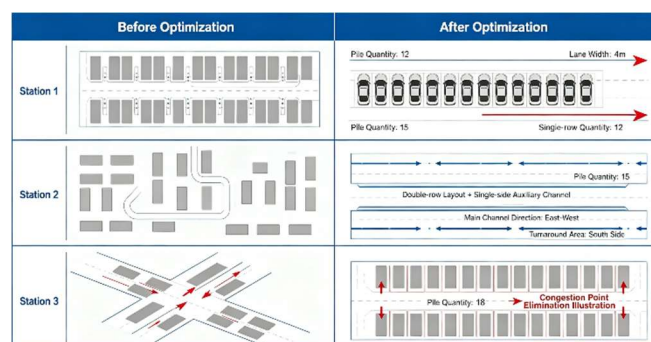 Before Optimization
After Optimization
Station 1
Pile Quantity: 12
Lane Width: 4m
Pile Quantity: 15
Single-row Quantity: 12
Station 2
Pile Quantity: 15
Double-row Layout + Single-side Auxiliary Channel
Main Channel Direction: East-West
Turnaround Area: South Side
Station 3
Pile Quantity: 18
Congestion Point
Elimination Illustration